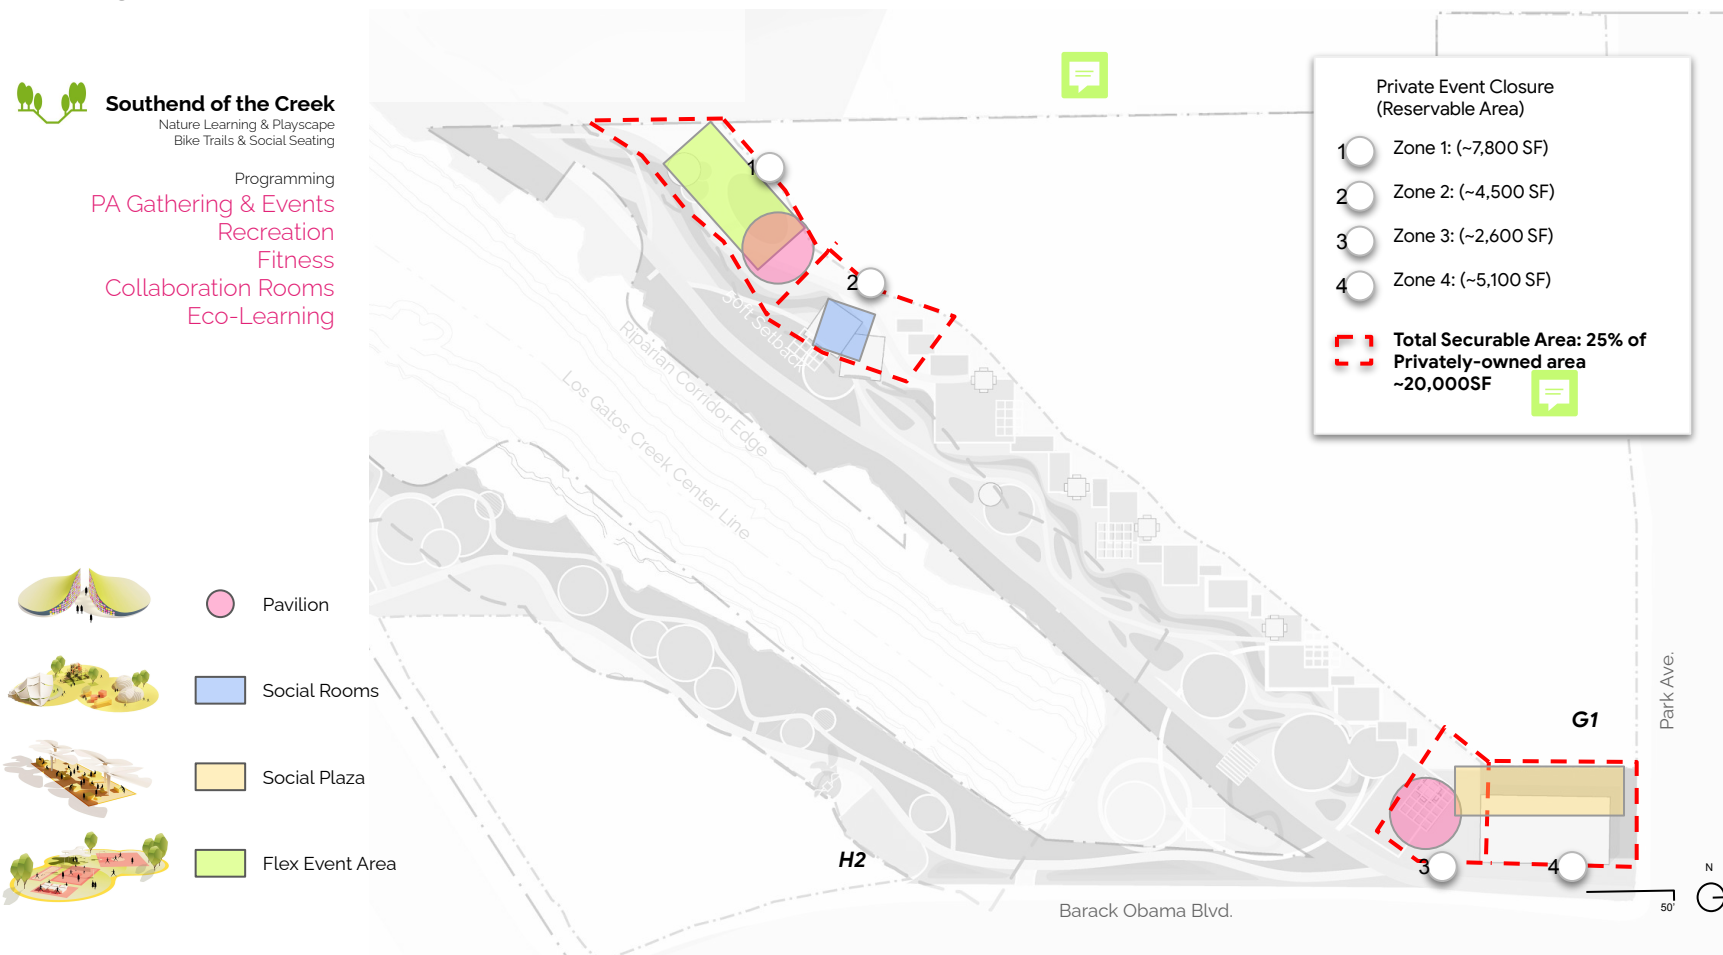 Southend of the Creek
Nature Learning & Playscape
Bike Trails & Social Seating
Programming
PA Gathering & Events
Recreation
Fitness
Collaboration Rooms
Eco-Learning
Pavilion
Social Rooms
Social Plaza
Flex Event Area
1
2
Soft Setback
Riparian Corridor Edge
Los Gatos Creek Center Line
Private Event Closure
(Reservable Area)
1 Zone 1: (~7,800 SF)
2 Zone 2: (~4,500 SF)
3 Zone 3: (~2,600 SF)
4 Zone 4: (~5,100 SF)
Total Securable Area: 25% of
Privately-owned area
~20,000SF
Park Ave.
G1
H2
3
4
Barack Obama Blvd.
50'
N